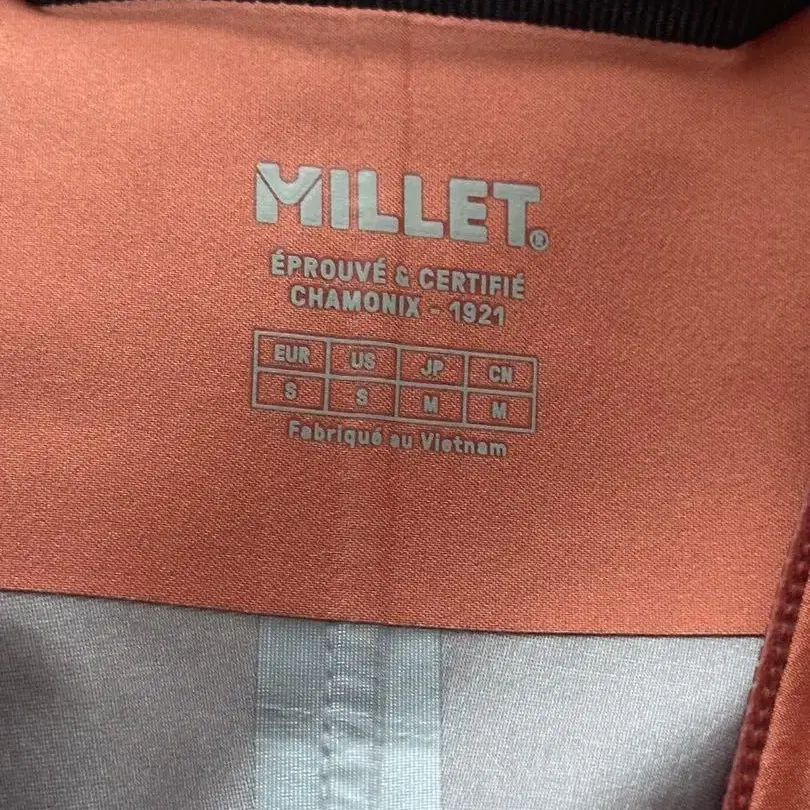 MILLET®
ÉPROUVÉ & CERTIFIÉ
CHAMONIX - 1921
EUR US JP CN
S S M M
Fabriqué au Vietnam